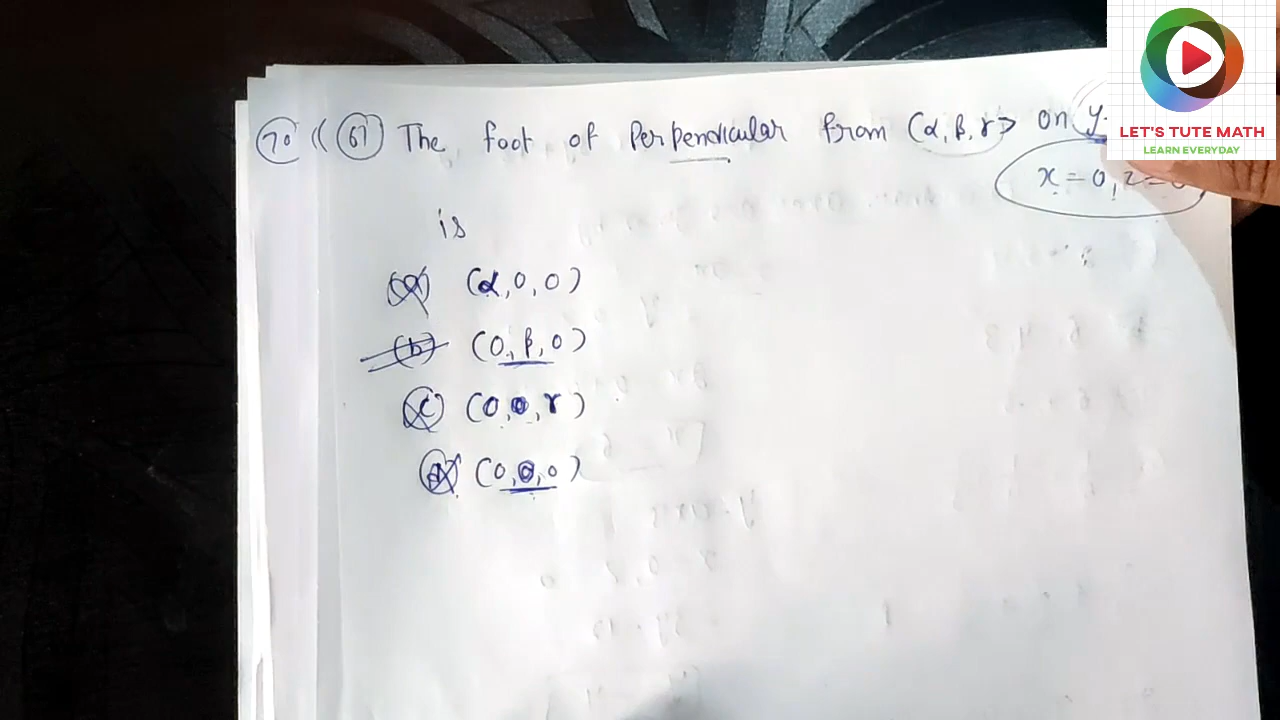 70 (( 67 The foot of Perpendicular from (α, β, γ) on y
x = 0, z = 0
is
(a) (α, 0, 0)
(b) (0, β, 0)
(c) (0, 0, γ)
(d) (0, 0, 0)
LET'S TUTE MATH
LEARN EVERYDAY